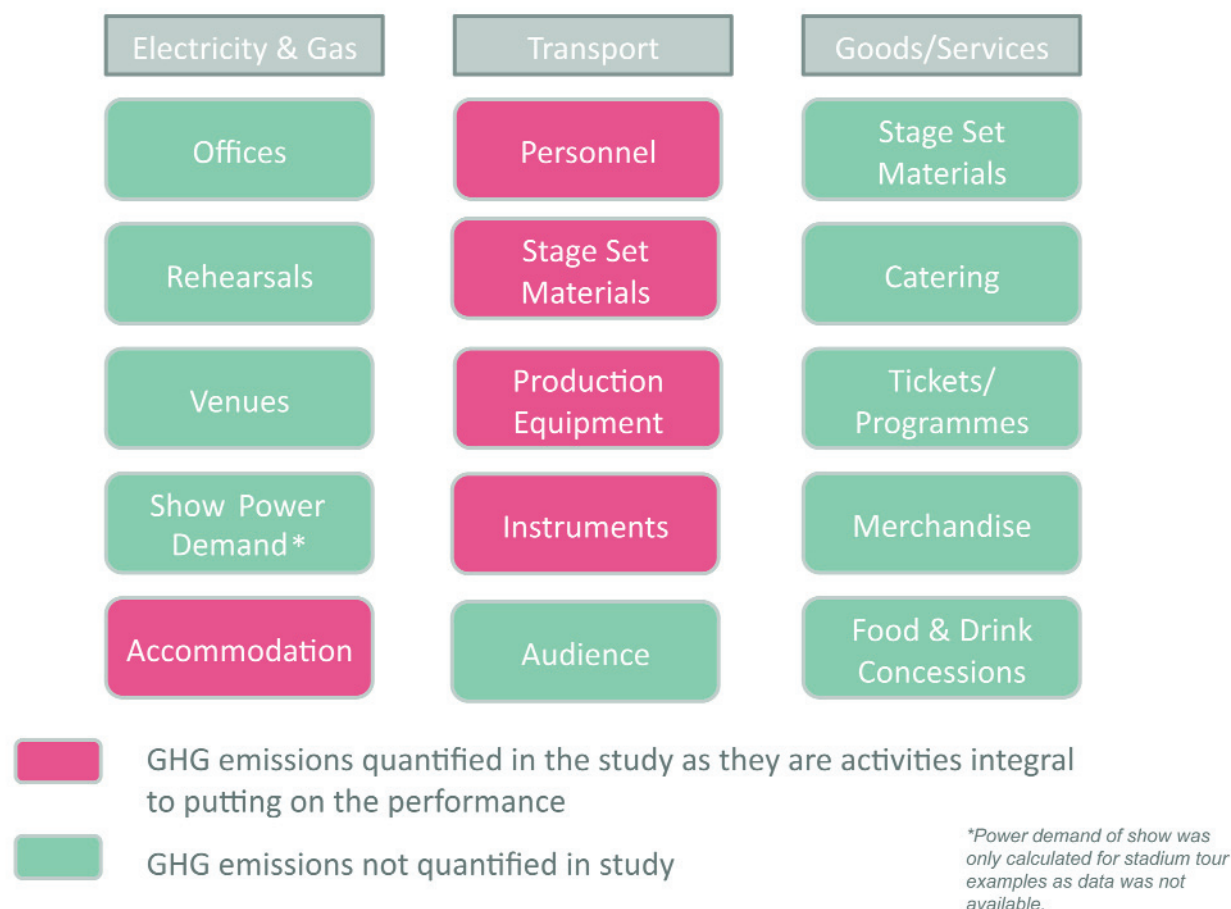 Electricity & Gas
Transport
Goods/Services
Offices
Personnel
Stage Set
Materials
Rehearsals
Stage Set
Materials
Catering
Venues
Production
Equipment
Tickets/
Programmes
Show Power
Demand*
Instruments
Merchandise
Accommodation
Audience
Food & Drink
Concessions
GHG emissions quantified in the study as they are activities integral
to putting on the performance
GHG emissions not quantified in study
*Power demand of show was
only calculated for stadium tour
examples as data was not
available.